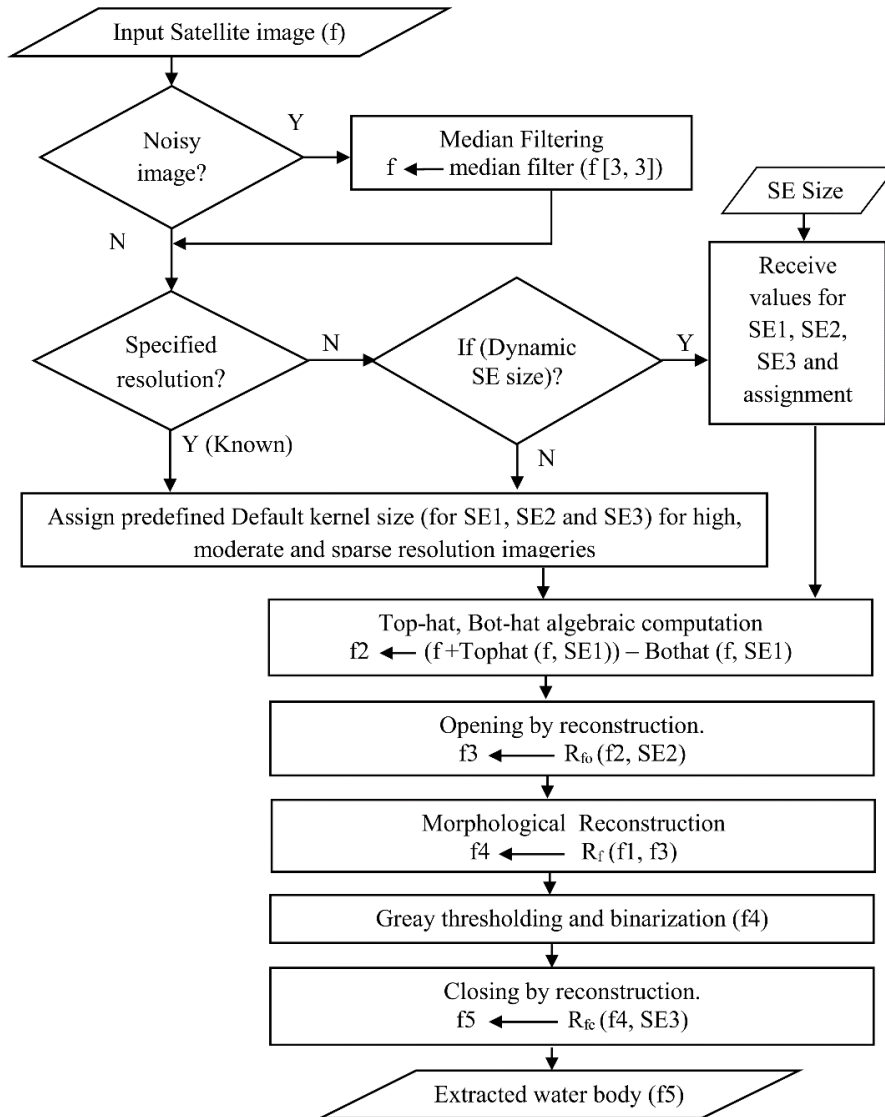 Input Satellite image (f)
Noisy
image?
Y
N
Median Filtering
f ← median filter (f [3, 3])
SE Size
Receive
values for
SE1, SE2,
SE3 and
assignment
Specified
resolution?
N
Y (Known)
If (Dynamic
SE size)?
Y
N
Assign predefined Default kernel size (for SE1, SE2 and SE3) for high,
moderate and sparse resolution imageries
Top-hat, Bot-hat algebraic computation
f2 ← (f +Tophat (f, SE1)) – Bothat (f, SE1)
Opening by reconstruction.
f3 ← Rfo (f2, SE2)
Morphological Reconstruction
f4 ← Rf (f1, f3)
Greay thresholding and binarization (f4)
Closing by reconstruction.
f5 ← Rfc (f4, SE3)
Extracted water body (f5)